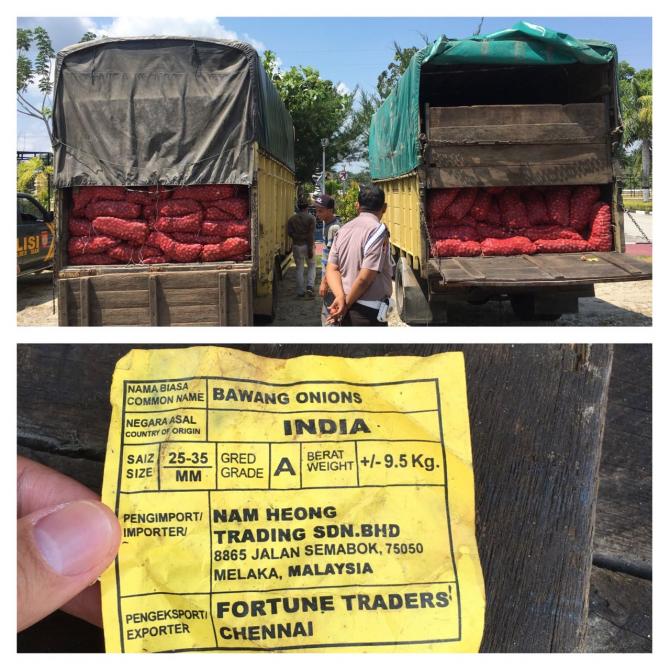 OLISI
NAMA BIASA
COMMON NAME
BAWANG ONIONS
NEGARA ASAL
COUNTRY OF ORIGIN
INDIA
SAIZ
SIZE
25-35
MM
GRED
GRADE
A
BERAT
WEIGHT
+/- 9.5 Kg.
PENGIMPORT/
IMPORTER/
NAM HEONG
TRADING SDN.BHD
8865 JALAN SEMABOK, 75050
MELAKA, MALAYSIA
PENGEKSPORT/
EXPORTER
FORTUNE TRADERS'
CHENNAI